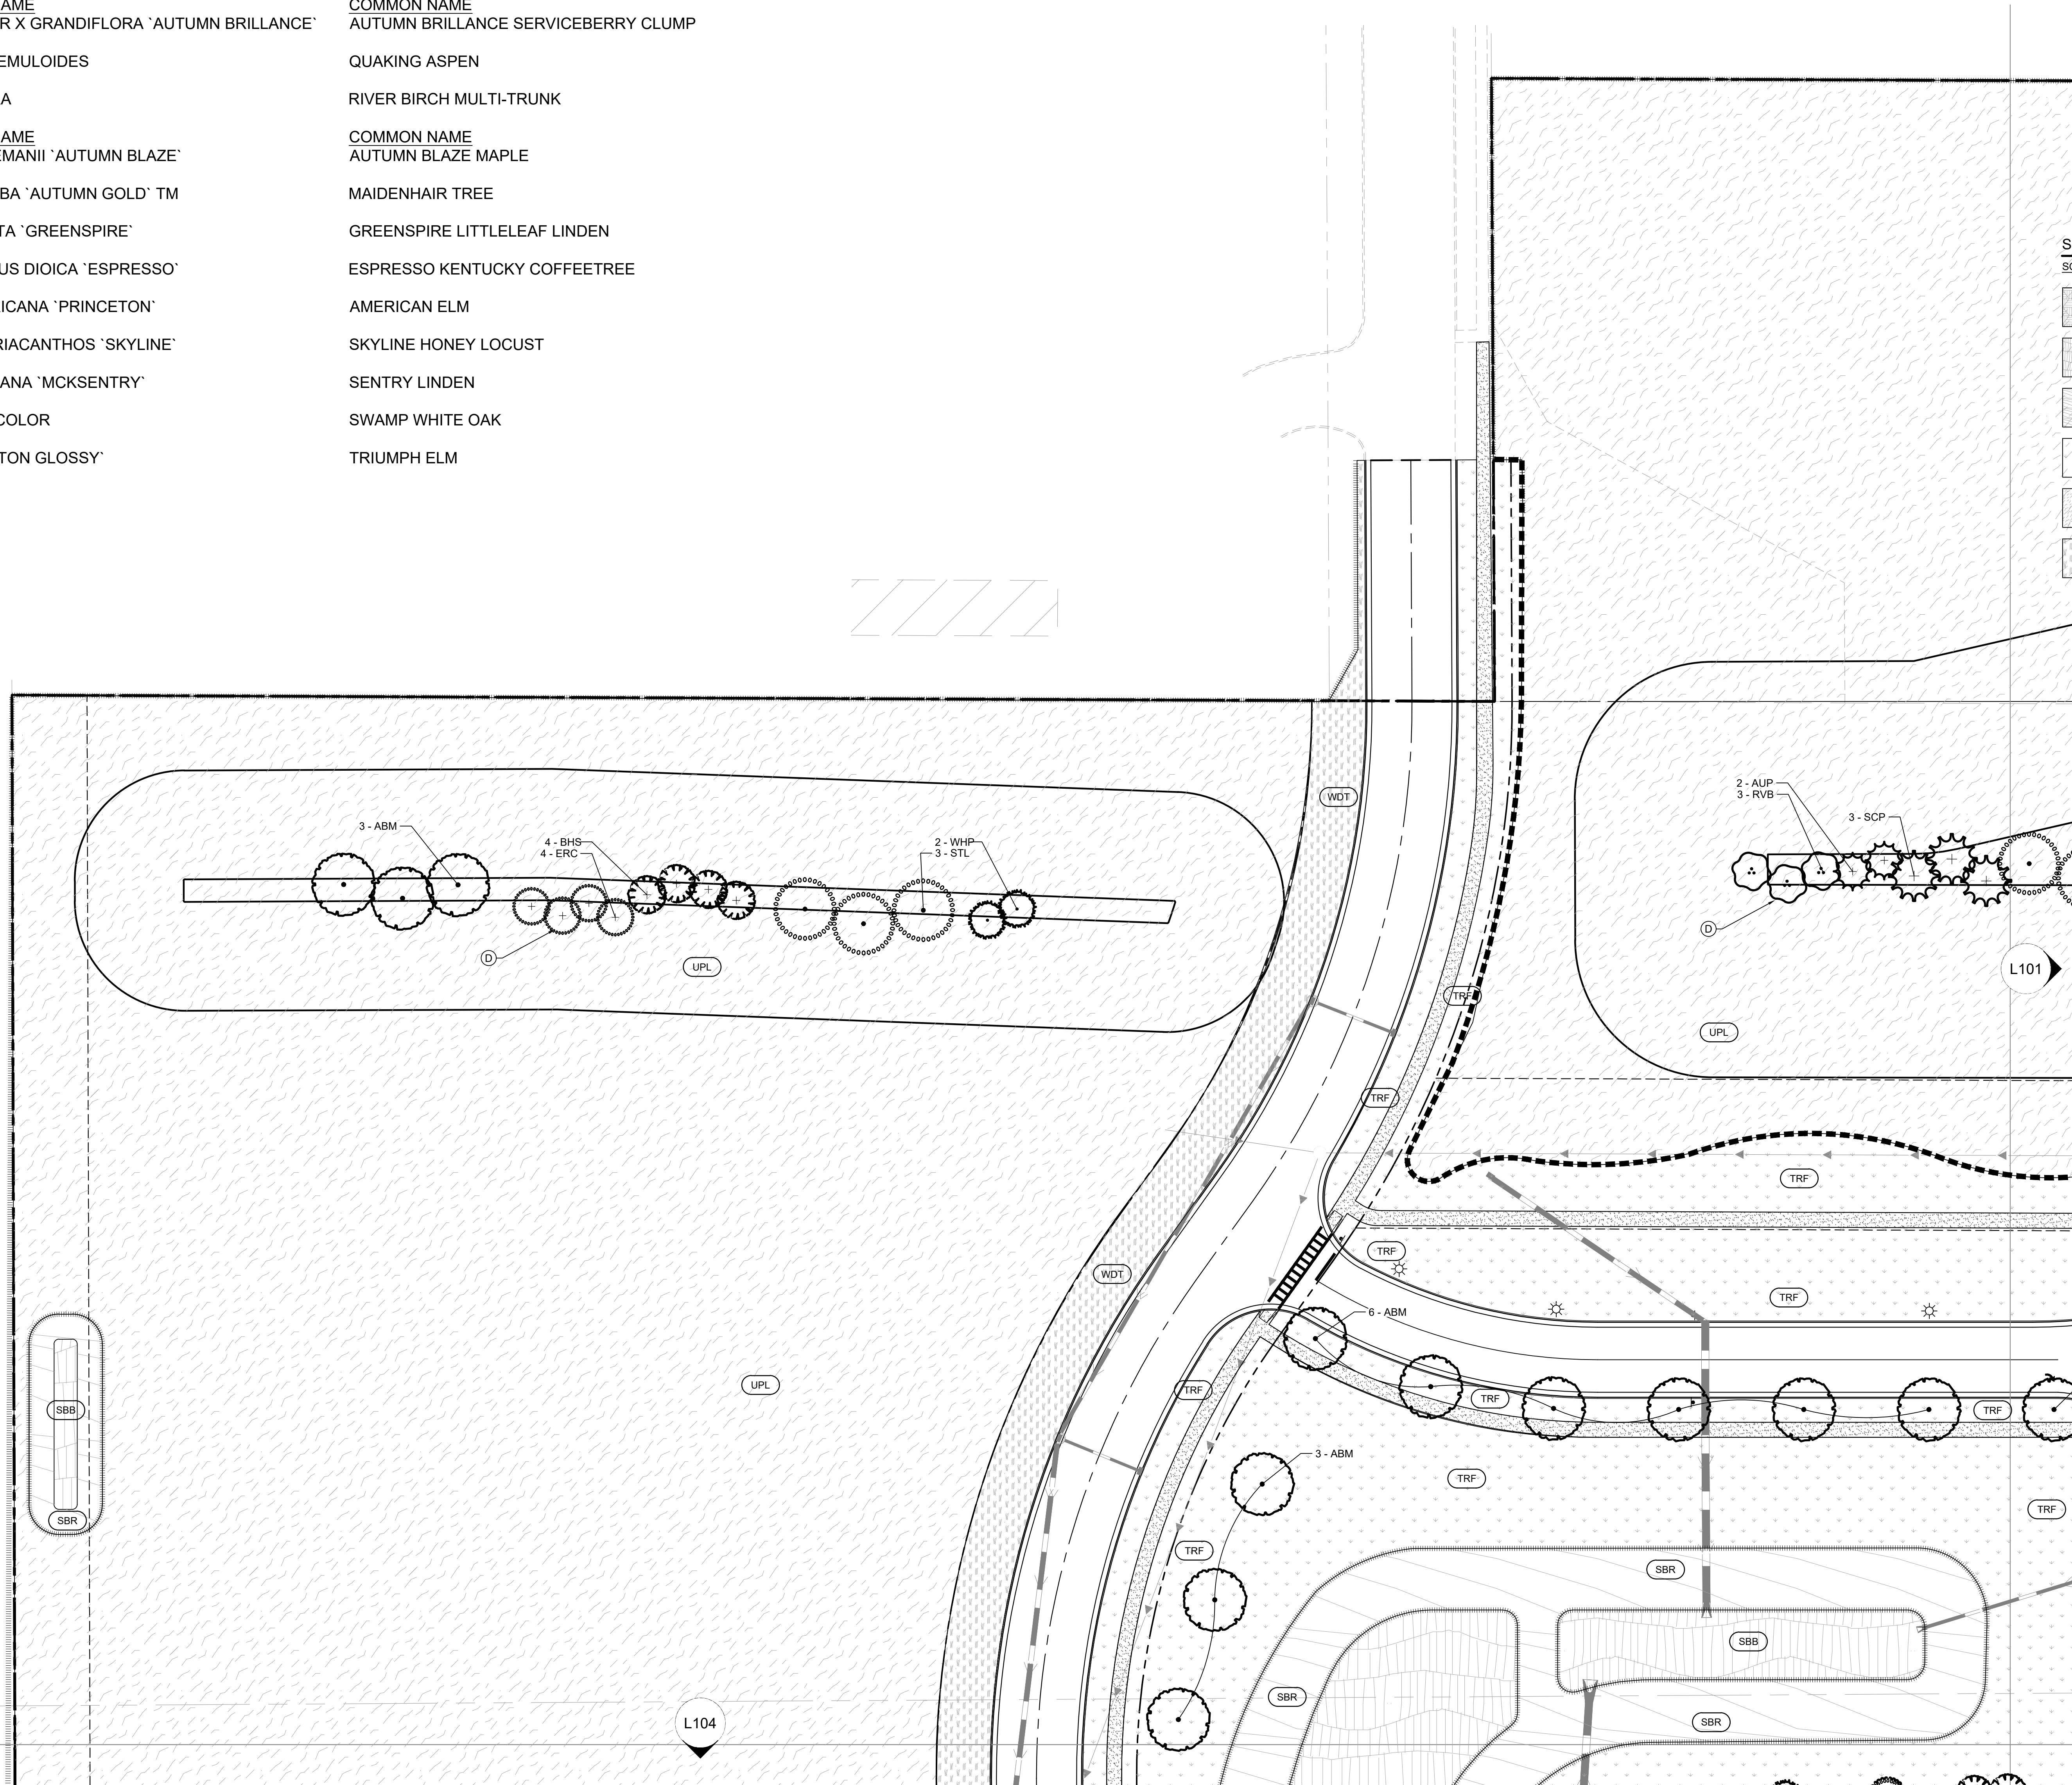 AME COMMON NAME
R X GRANDIFLORA `AUTUMN BRILLANCE` AUTUMN BRILLANCE SERVICEBERRY CLUMP
EMULOIDES QUAKING ASPEN
A RIVER BIRCH MULTI-TRUNK
AME COMMON NAME
EMANII `AUTUMN BLAZE` AUTUMN BLAZE MAPLE
BA `AUTUMN GOLD` TM MAIDENHAIR TREE
TA `GREENSPIRE` GREENSPIRE LITTLELEAF LINDEN
US DIOICA `ESPRESSO` ESPRESSO KENTUCKY COFFEETREE
ICANA `PRINCETON` AMERICAN ELM
RIACANTHOS `SKYLINE` SKYLINE HONEY LOCUST
ANA `MCKSENTRY` SENTRY LINDEN
COLOR SWAMP WHITE OAK
TON GLOSSY` TRIUMPH ELM
S
SC
WDT
2 - AUP
3 - RVB
3 - SCP
3 - ABM
4 - BHS
4 - ERC
2 - WHP
3 - STL
D
D
UPL
L101
TRF
UPL
TRF
TRF
TRF
WDT
TRF
6 - ABM
UPL
TRF
TRF
SBB
TRF
3 - ABM
TRF
TRF
SBR
TRF
SBR
SBB
SBR
L104
SBR